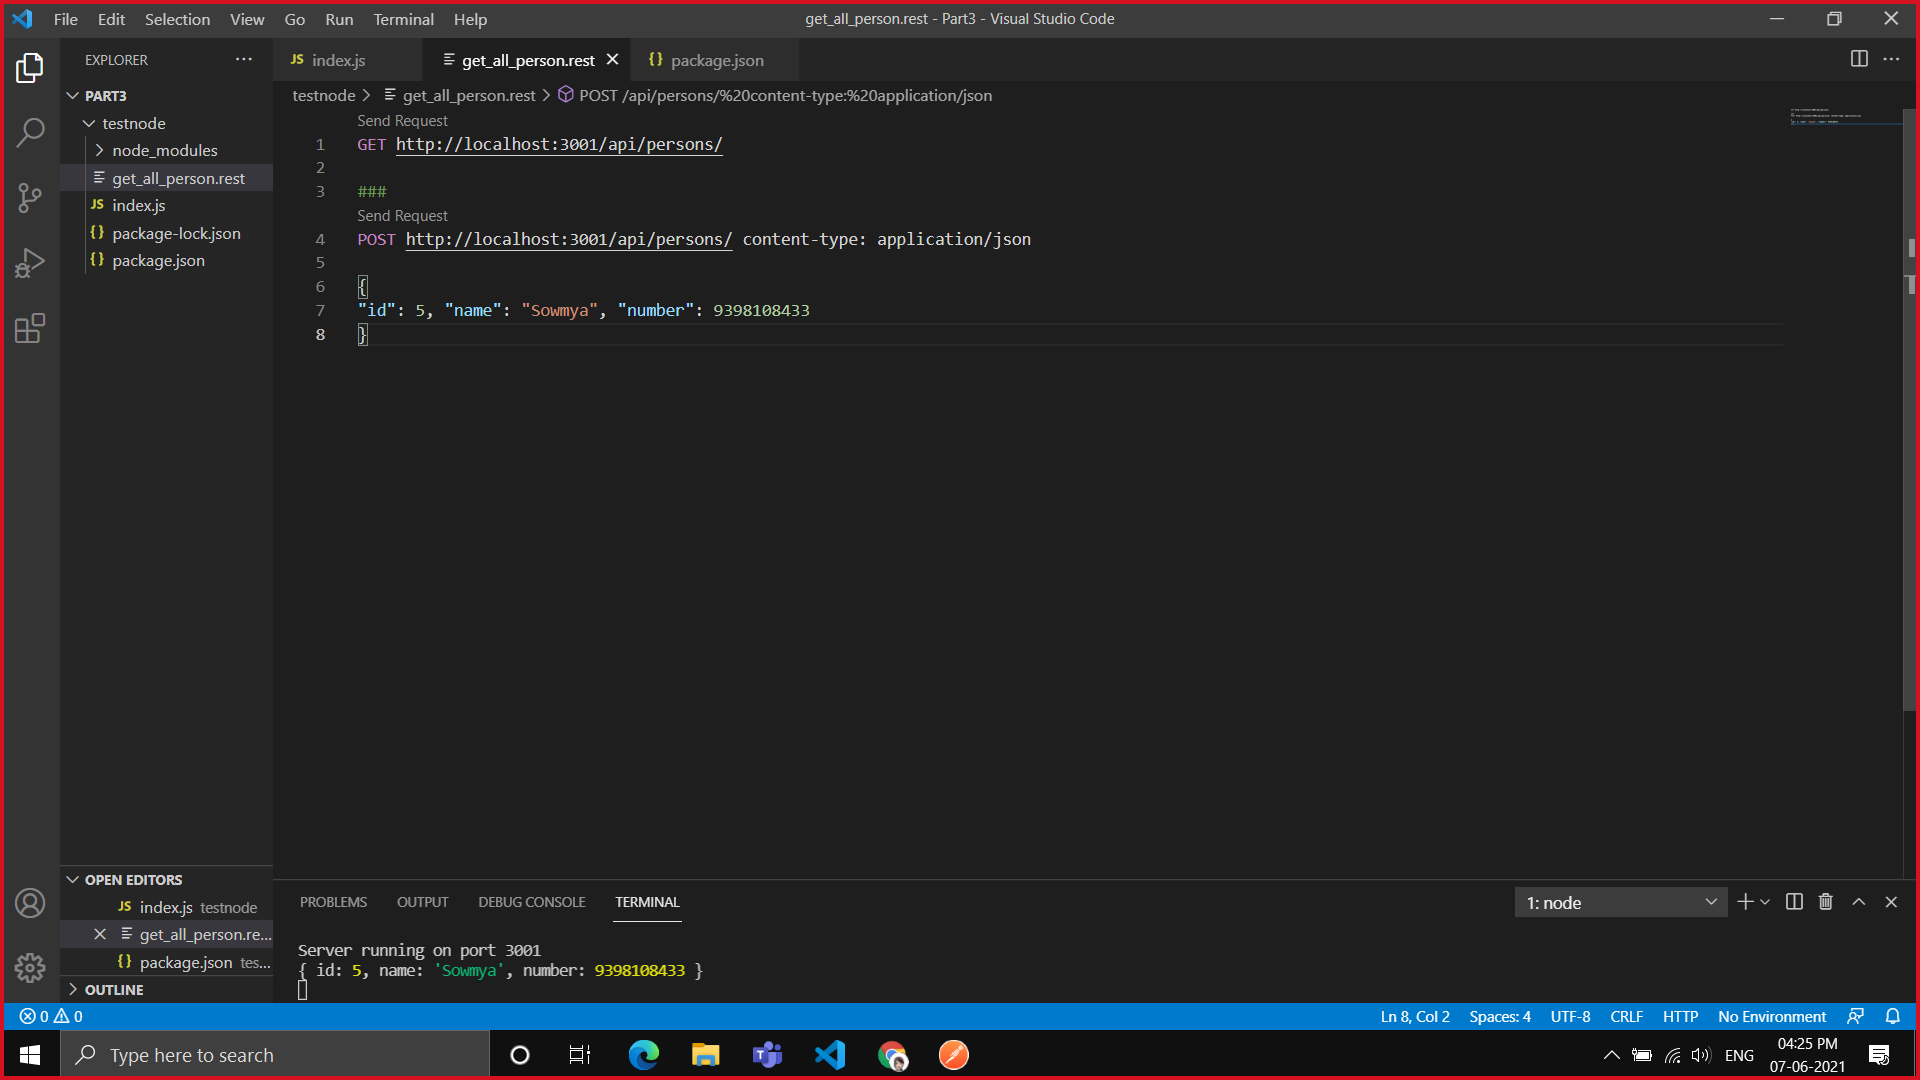 File Edit Selection View Go Run Terminal Help
get_all_person.rest - Part3 - Visual Studio Code
EXPLORER
PART3
testnode
node_modules
get_all_person.rest
JS index.js
{} package-lock.json
{} package.json
JS index.js
get_all_person.rest
{} package.json
testnode > get_all_person.rest > POST /api/persons/%20content-type:%20application/json
Send Request
1 GET http://localhost:3001/api/persons/
2
3 ###
Send Request
4 POST http://localhost:3001/api/persons/ content-type: application/json
5
6 {
7 "id": 5, "name": "Sowmya", "number": 9398108433
8 }
OPEN EDITORS
JS index.js testnode
get_all_person.re...
{} package.json tes...
OUTLINE
PROBLEMS OUTPUT DEBUG CONSOLE TERMINAL
1: node
Server running on port 3001
{ id: 5, name: 'Sowmya', number: 9398108433 }
0 0
Ln 8, Col 2 Spaces: 4 UTF-8 CRLF HTTP No Environment
Type here to search
ENG
04:25 PM
07-06-2021